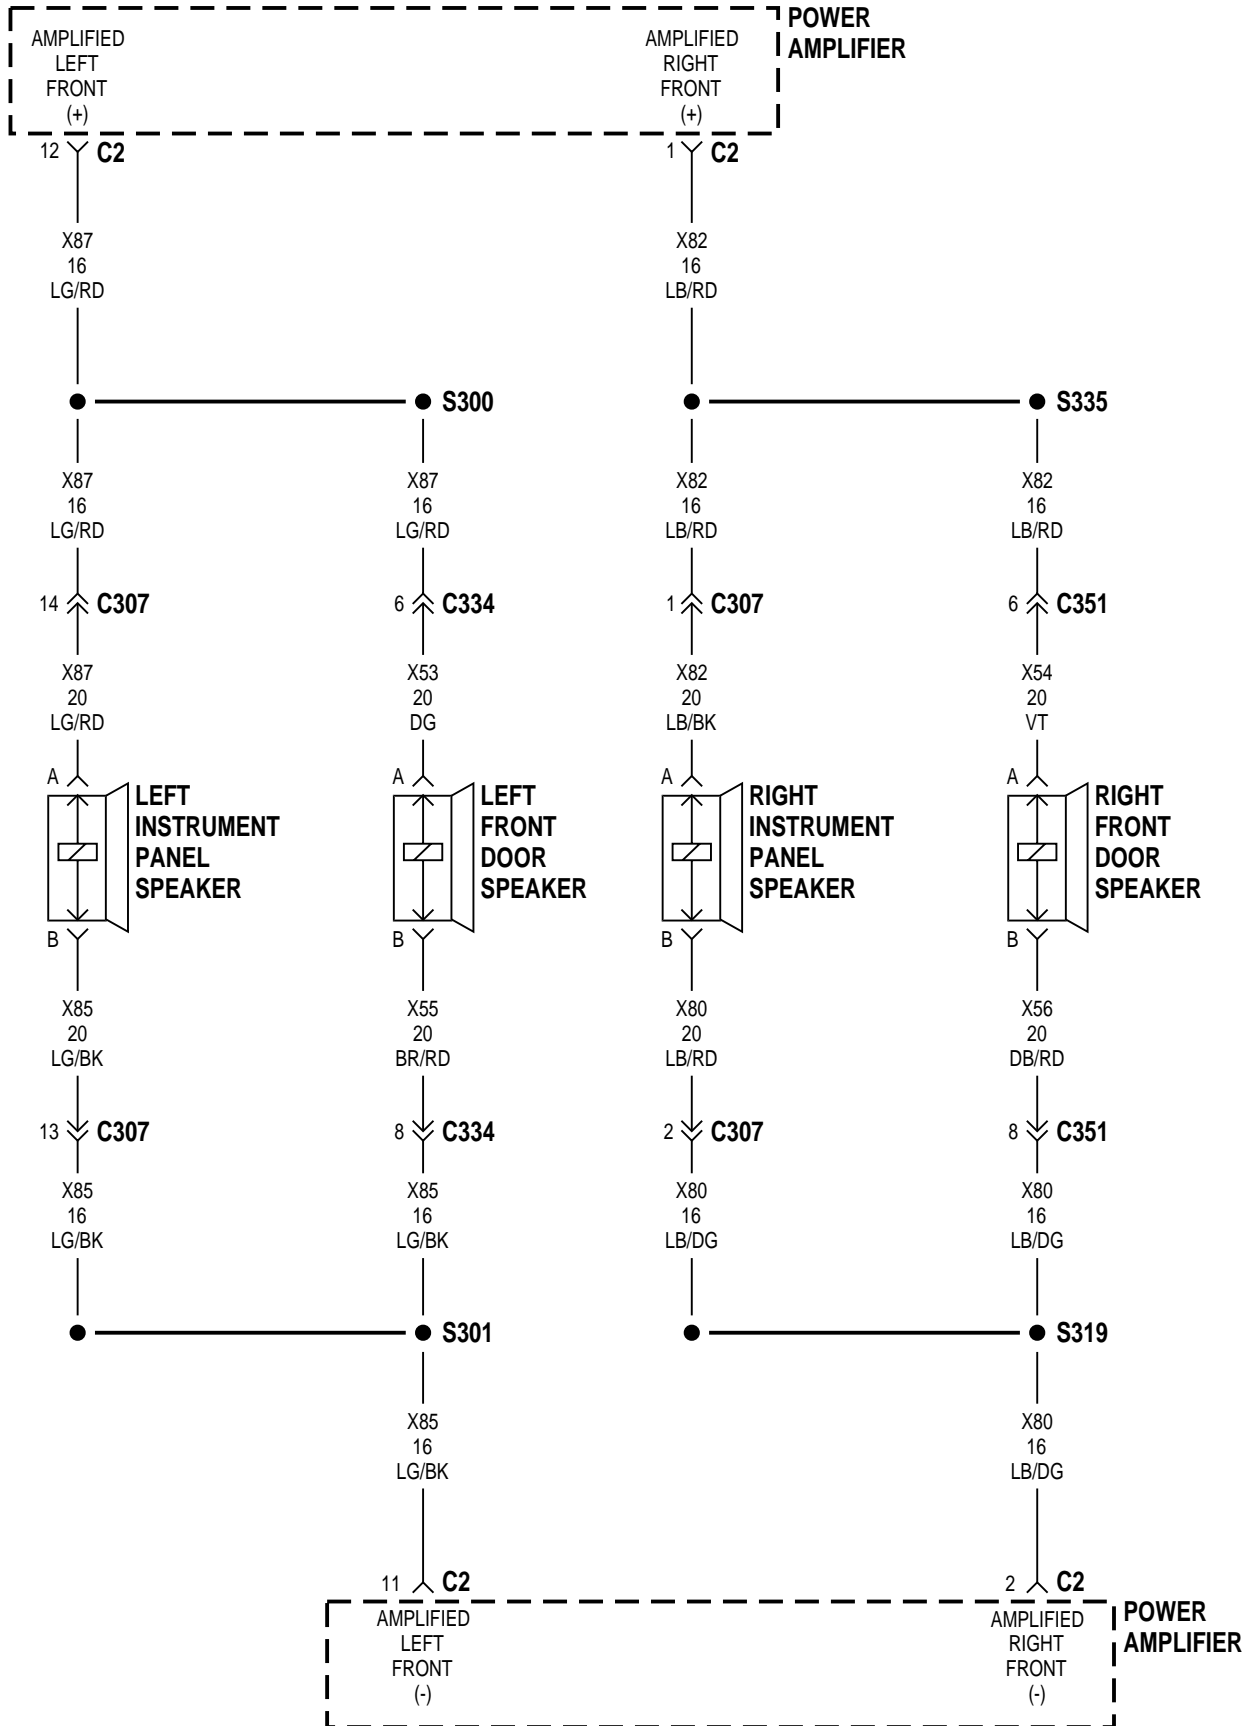 POWER
AMPLIFIER
AMPLIFIED
LEFT
FRONT
(+)
AMPLIFIED
RIGHT
FRONT
(+)
12 C2
1 C2
X87
16
LG/RD
X82
16
LB/RD
S300
S335
X87
16
LG/RD
X87
16
LG/RD
X82
16
LB/RD
X82
16
LB/RD
14 C307
6 C334
1 C307
6 C351
X87
20
LG/RD
X53
20
DG
X82
20
LB/BK
X54
20
VT
A
LEFT
INSTRUMENT
PANEL
SPEAKER
B
A
LEFT
FRONT
DOOR
SPEAKER
B
A
RIGHT
INSTRUMENT
PANEL
SPEAKER
B
A
RIGHT
FRONT
DOOR
SPEAKER
B
X85
20
LG/BK
X55
20
BR/RD
X80
20
LB/RD
X56
20
DB/RD
13 C307
8 C334
2 C307
8 C351
X85
16
LG/BK
X85
16
LG/BK
X80
16
LB/DG
X80
16
LB/DG
S301
S319
X85
16
LG/BK
X80
16
LB/DG
11 C2
2 C2
AMPLIFIED
LEFT
FRONT
(-)
AMPLIFIED
RIGHT
FRONT
(-)
POWER
AMPLIFIER